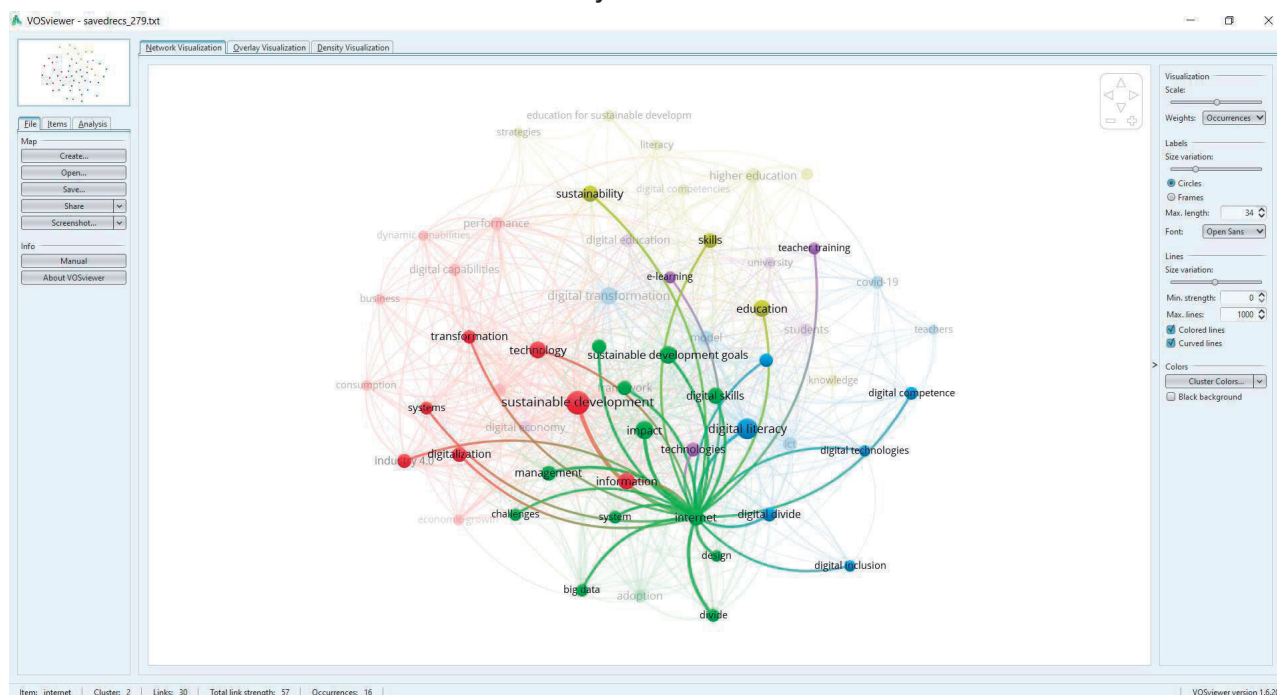 VOSviewer - savedrecs_279.txt
Network Visualization Overlay Visualization Density Visualization
File Items Analysis
Map
Create...
Open...
Save...
Share
Screenshot...
Info
Manual
About VOSviewer
education for sustainable developm
strategies
literacy
higher education
sustainability
digital competencies
performance
dynamic capabilities
digital education
skills
teacher training
digital capabilities
e-learning
university
covid-19
business
digital transformation
education
transformation
model
students
teachers
technology
sustainable development goals
consumption
framework
knowledge
digital skills
digital competence
systems
sustainable development
digital economy
impact
digital literacy
industry 4.0
digitalization
technologies
ict
digital technologies
management
information
challenges
system
internet
digital divide
economic growth
design
digital inclusion
big data
adoption
divide
Visualization
Scale:
Weights: Occurrences
Labels
Size variation:
Circles
Frames
Max. length: 34
Font: Open Sans
Lines
Size variation:
Min. strength: 0
Max. lines: 1000
Colored lines
Curved lines
>
Colors
Cluster Colors...
Black background
Item: internet Cluster: 2 Links: 30 Total link strength: 57 Occurrences: 16
VOSviewer version